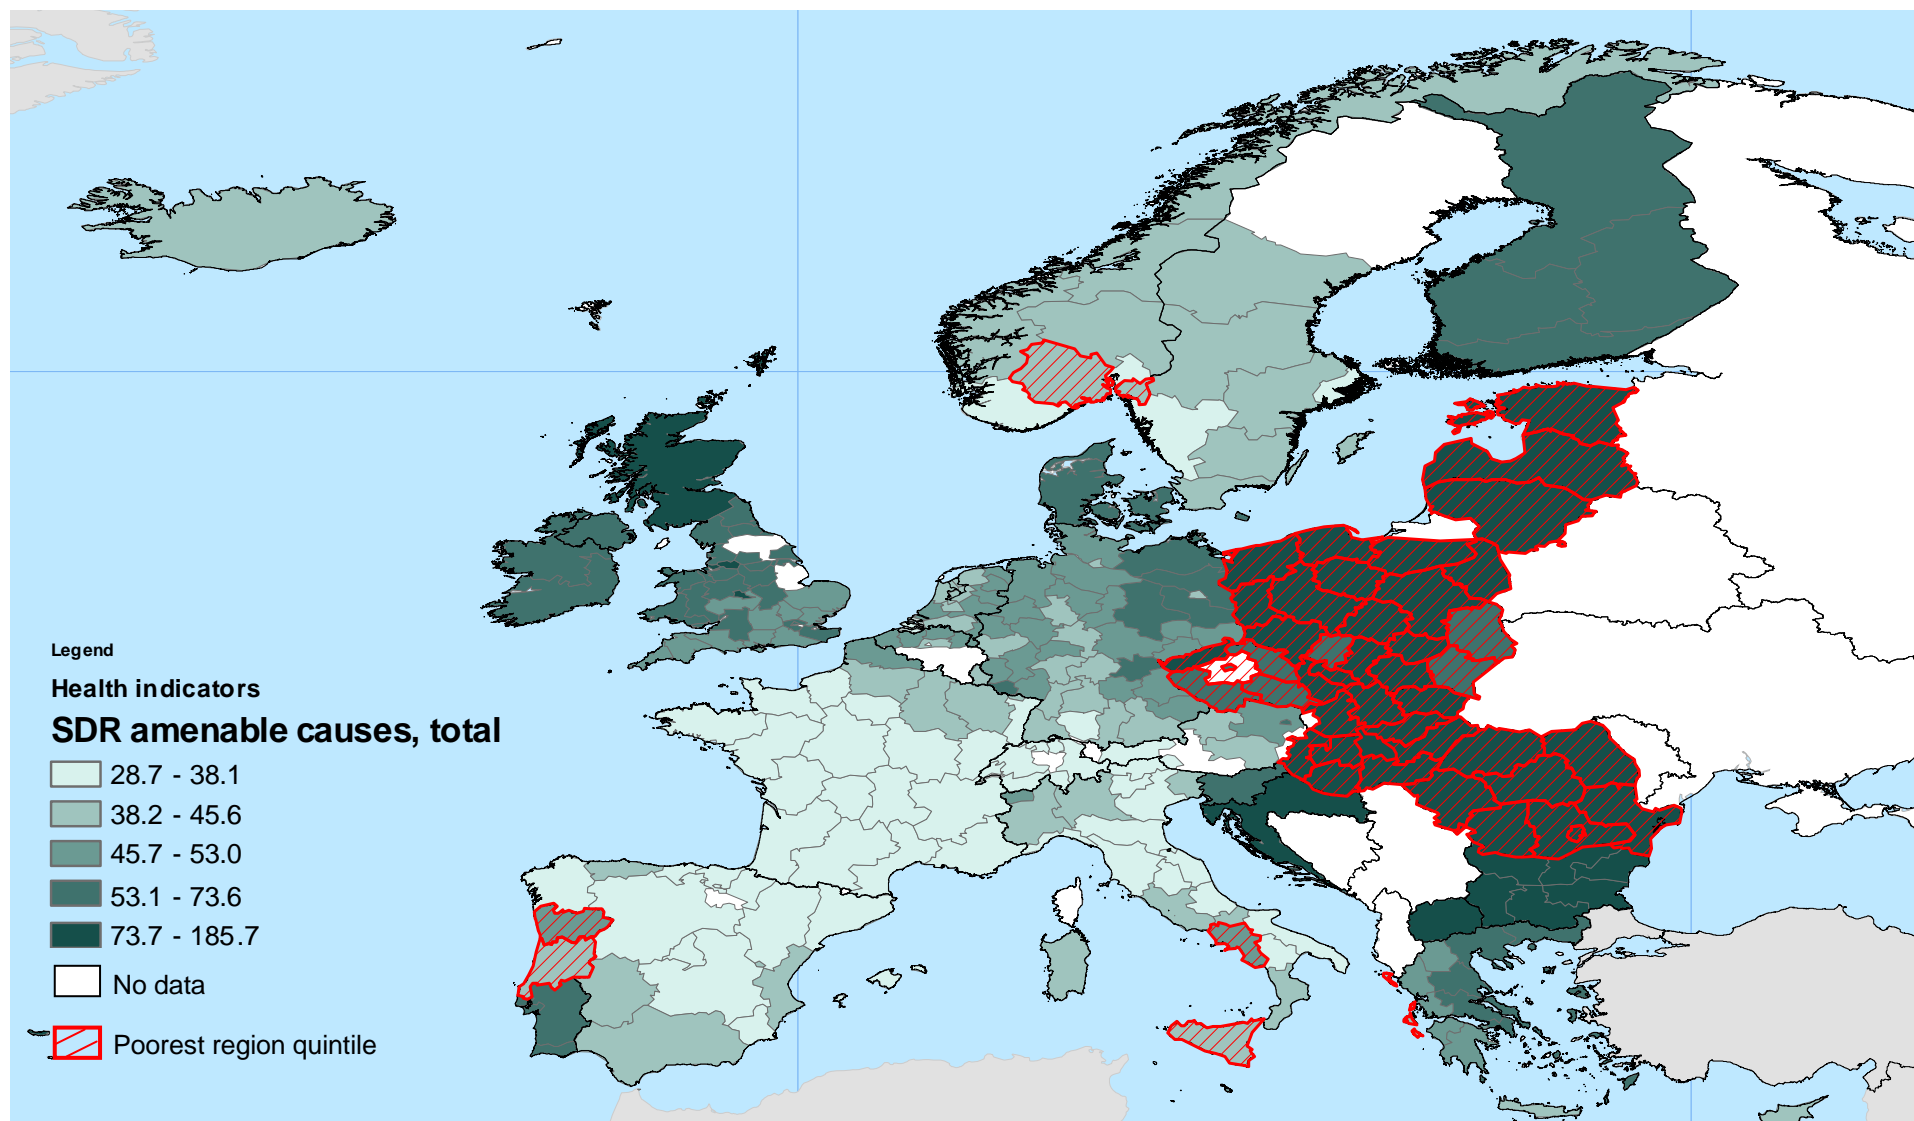 Legend
Health indicators
SDR amenable causes, total
28.7 - 38.1
38.2 - 45.6
45.7 - 53.0
53.1 - 73.6
73.7 - 185.7
No data
Poorest region quintile